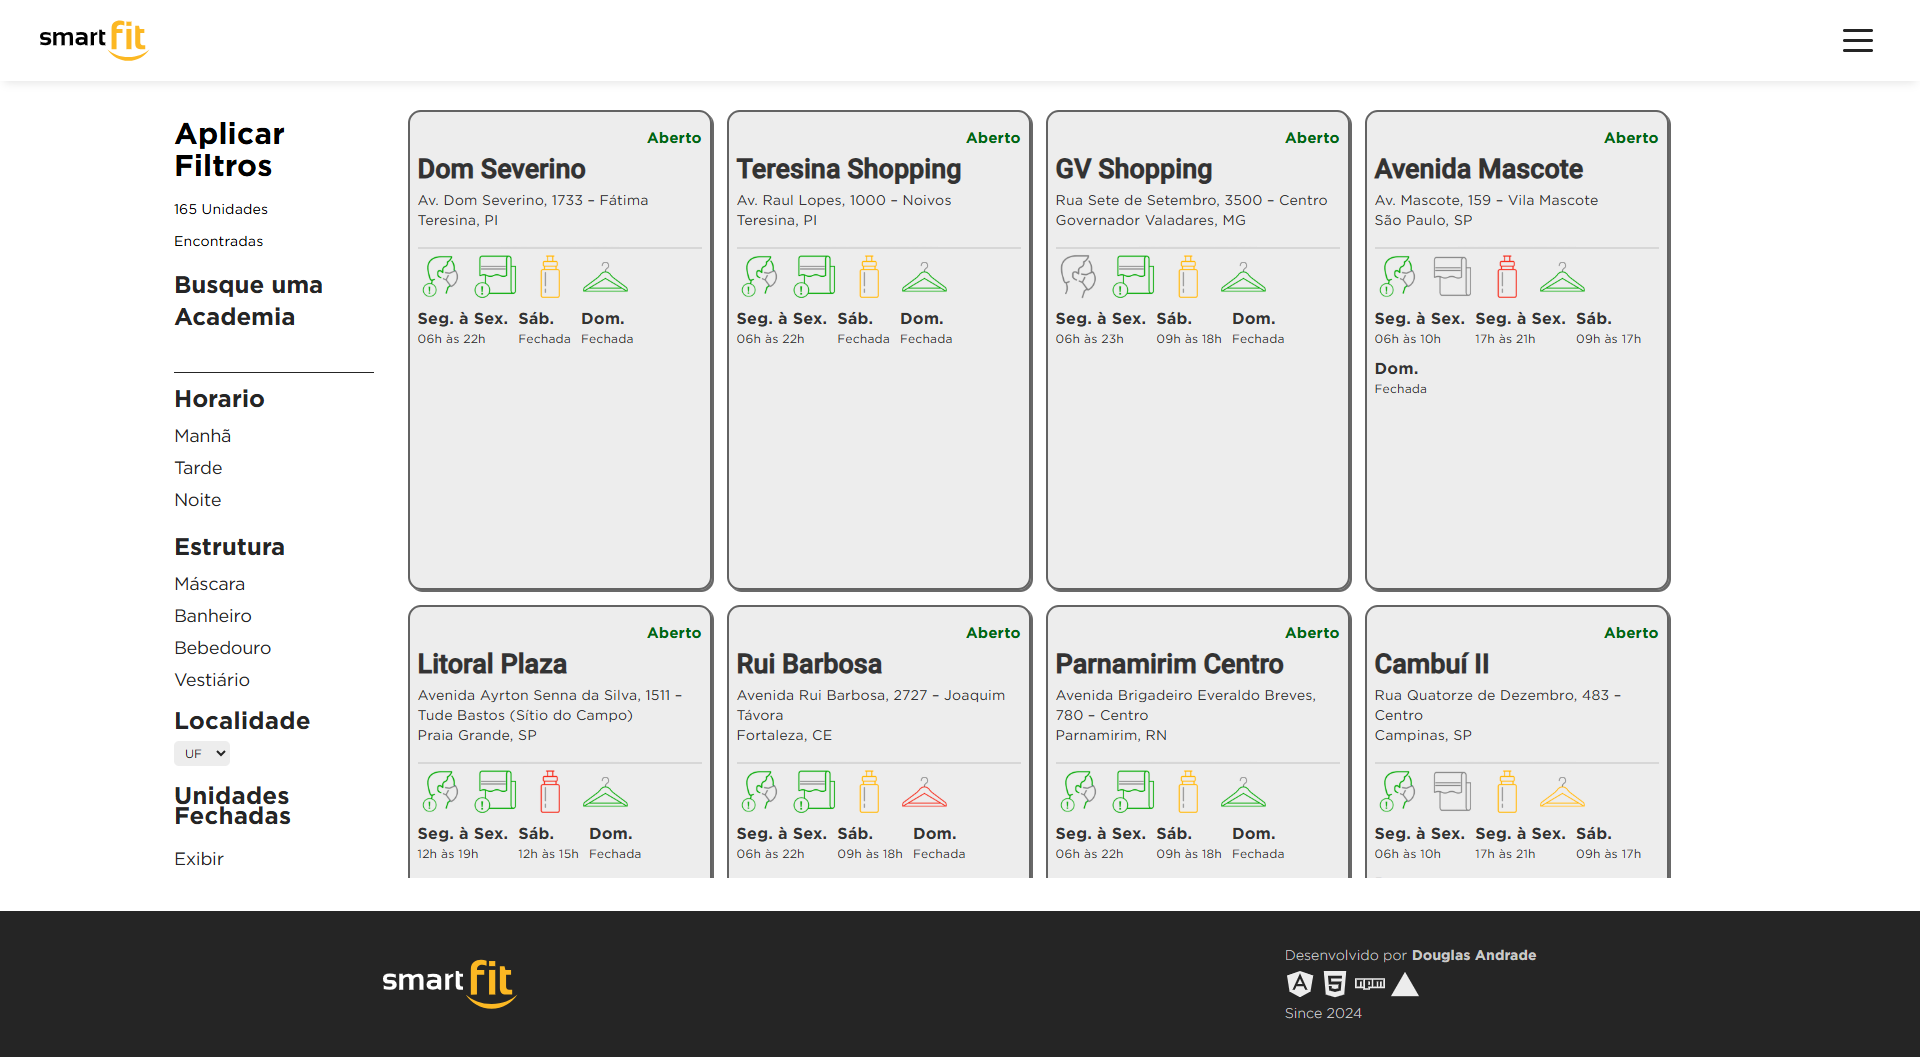 smart fit
Aplicar
Filtros
165 Unidades
Encontradas
Busque uma
Academia
Horario
Manhã
Tarde
Noite
Estrutura
Máscara
Banheiro
Bebedouro
Vestiário
Localidade
UF
Unidades
Fechadas
Exibir
Aberto
Dom Severino
Av. Dom Severino, 1733 – Fátima
Teresina, PI
Seg. à Sex. Sáb. Dom.
06h às 22h Fechada Fechada
Aberto
Teresina Shopping
Av. Raul Lopes, 1000 – Noivos
Teresina, PI
Seg. à Sex. Sáb. Dom.
06h às 22h Fechada Fechada
Aberto
GV Shopping
Rua Sete de Setembro, 3500 – Centro
Governador Valadares, MG
Seg. à Sex. Sáb. Dom.
06h às 23h 09h às 18h Fechada
Aberto
Avenida Mascote
Av. Mascote, 159 – Vila Mascote
São Paulo, SP
Seg. à Sex. Seg. à Sex. Sáb.
06h às 10h 17h às 21h 09h às 17h
Dom.
Fechada
Aberto
Litoral Plaza
Avenida Ayrton Senna da Silva, 1511 –
Tude Bastos (Sítio do Campo)
Praia Grande, SP
Seg. à Sex. Sáb. Dom.
12h às 19h 12h às 15h Fechada
Aberto
Rui Barbosa
Avenida Rui Barbosa, 2727 – Joaquim
Távora
Fortaleza, CE
Seg. à Sex. Sáb. Dom.
06h às 22h 09h às 18h Fechada
Aberto
Parnamirim Centro
Avenida Brigadeiro Everaldo Breves,
780 – Centro
Parnamirim, RN
Seg. à Sex. Sáb. Dom.
06h às 22h 09h às 18h Fechada
Aberto
Cambuí II
Rua Quatorze de Dezembro, 483 –
Centro
Campinas, SP
Seg. à Sex. Seg. à Sex. Sáb.
06h às 10h 17h às 21h 09h às 17h
smart fit
Desenvolvido por Douglas Andrade
A 5 npm
Since 2024